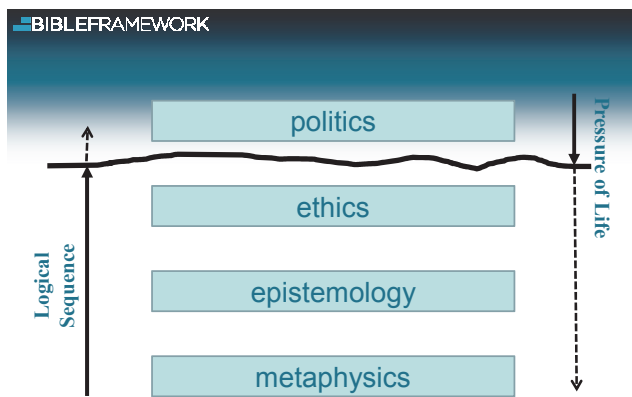 BIBLEFRAMEWORK
politics
ethics
epistemology
metaphysics
Logical
Sequence
Pressure of Life